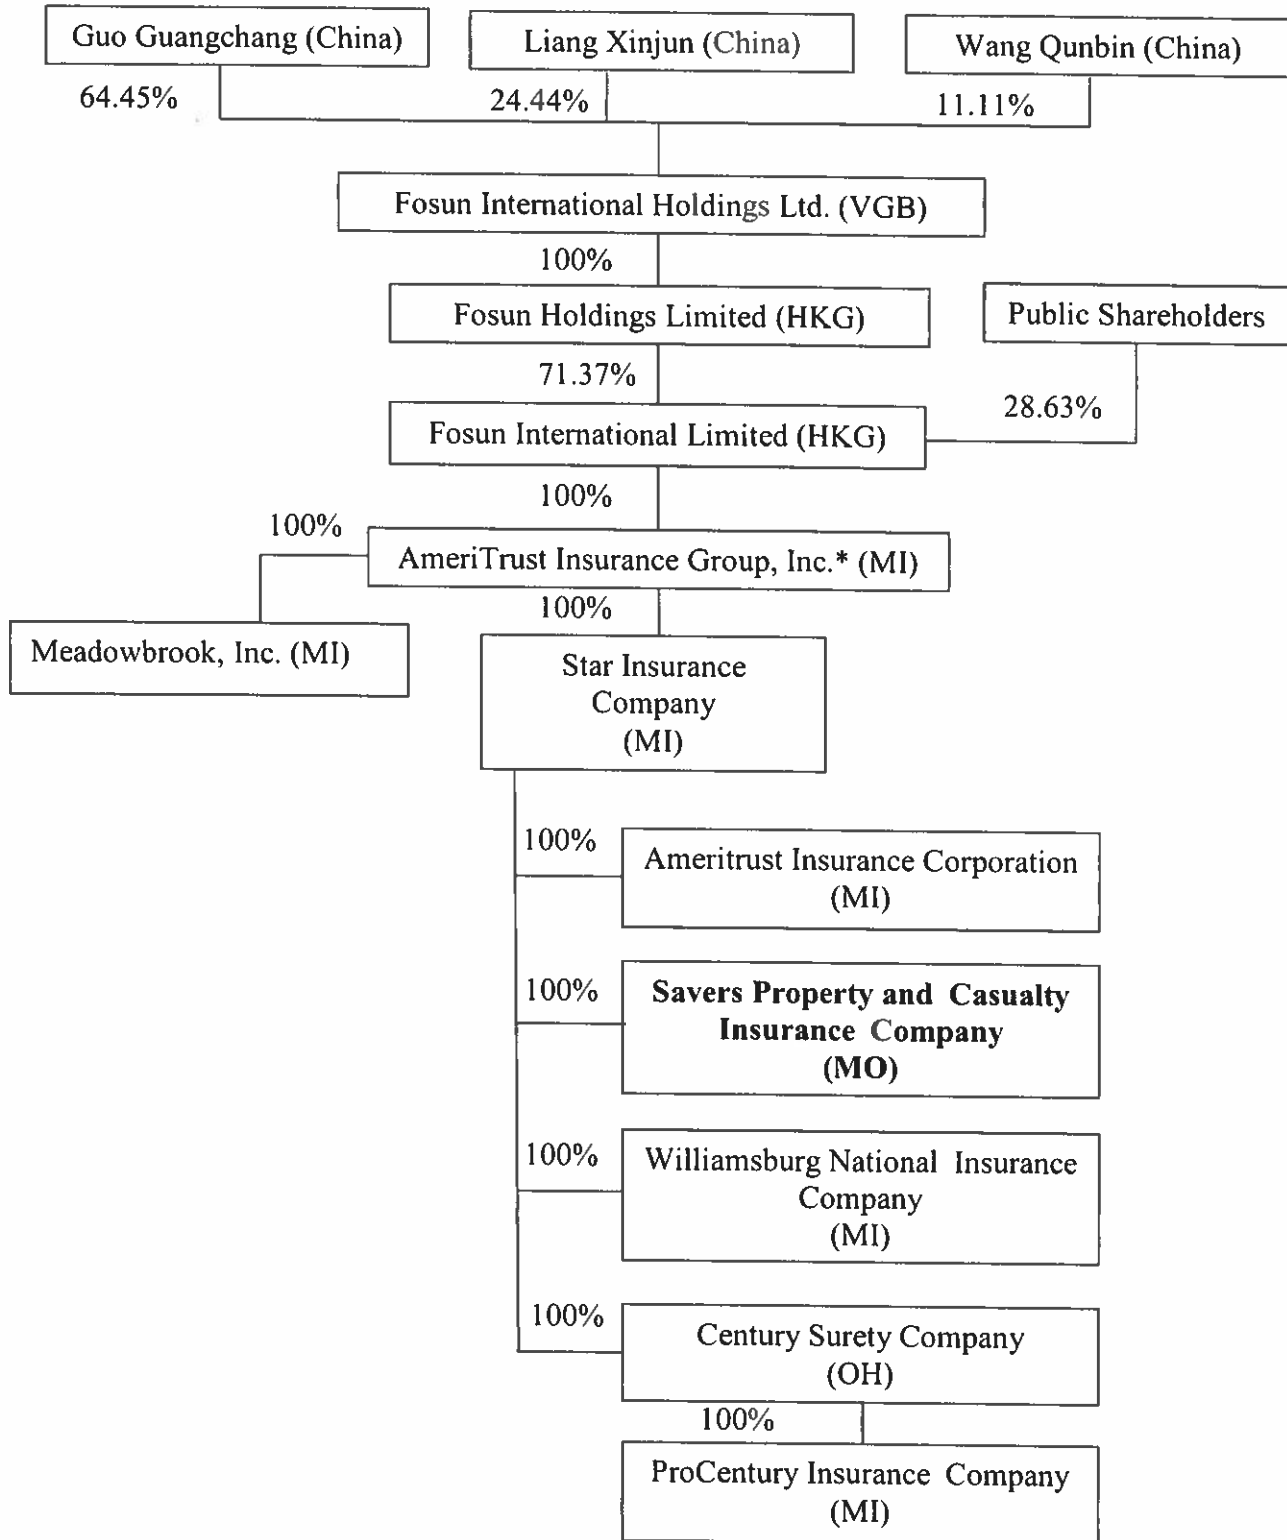 Guo Guangchang (China)
Liang Xinjun (China)
Wang Qunbin (China)
64.45%
24.44%
11.11%
Fosun International Holdings Ltd. (VGB)
100%
Fosun Holdings Limited (HKG)
Public Shareholders
71.37%
28.63%
Fosun International Limited (HKG)
100%
100%
AmeriTrust Insurance Group, Inc.* (MI)
100%
Meadowbrook, Inc. (MI)
Star Insurance
Company
(MI)
100%
Ameritrust Insurance Corporation
(MI)
100%
Savers Property and Casualty
Insurance Company
(MO)
100%
Williamsburg National Insurance
Company
(MI)
100%
Century Surety Company
(OH)
100%
ProCentury Insurance Company
(MI)